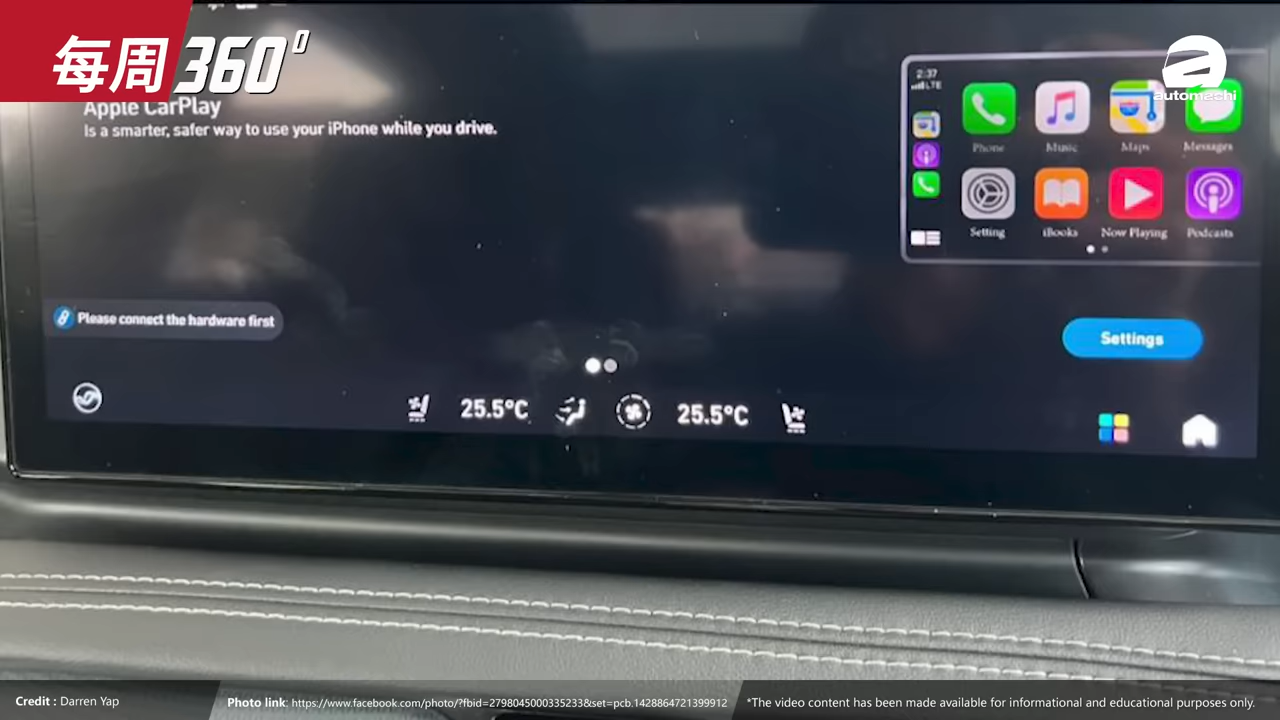 每周360°
automachi
Apple CarPlay
Is a smarter, safer way to use your iPhone while you drive.
2:37
LTE
Phone
Music
Maps
Messages
Setting
iBooks
Now Playing
Podcasts
Please connect the hardware first
Settings
25.5°C
25.5°C
Credit : Darren Yap
Photo link: https://www.facebook.com/photo/?fbid=279804500033523&set=pcb.1428864721399912
*The video content has been made available for informational and educational purposes only.